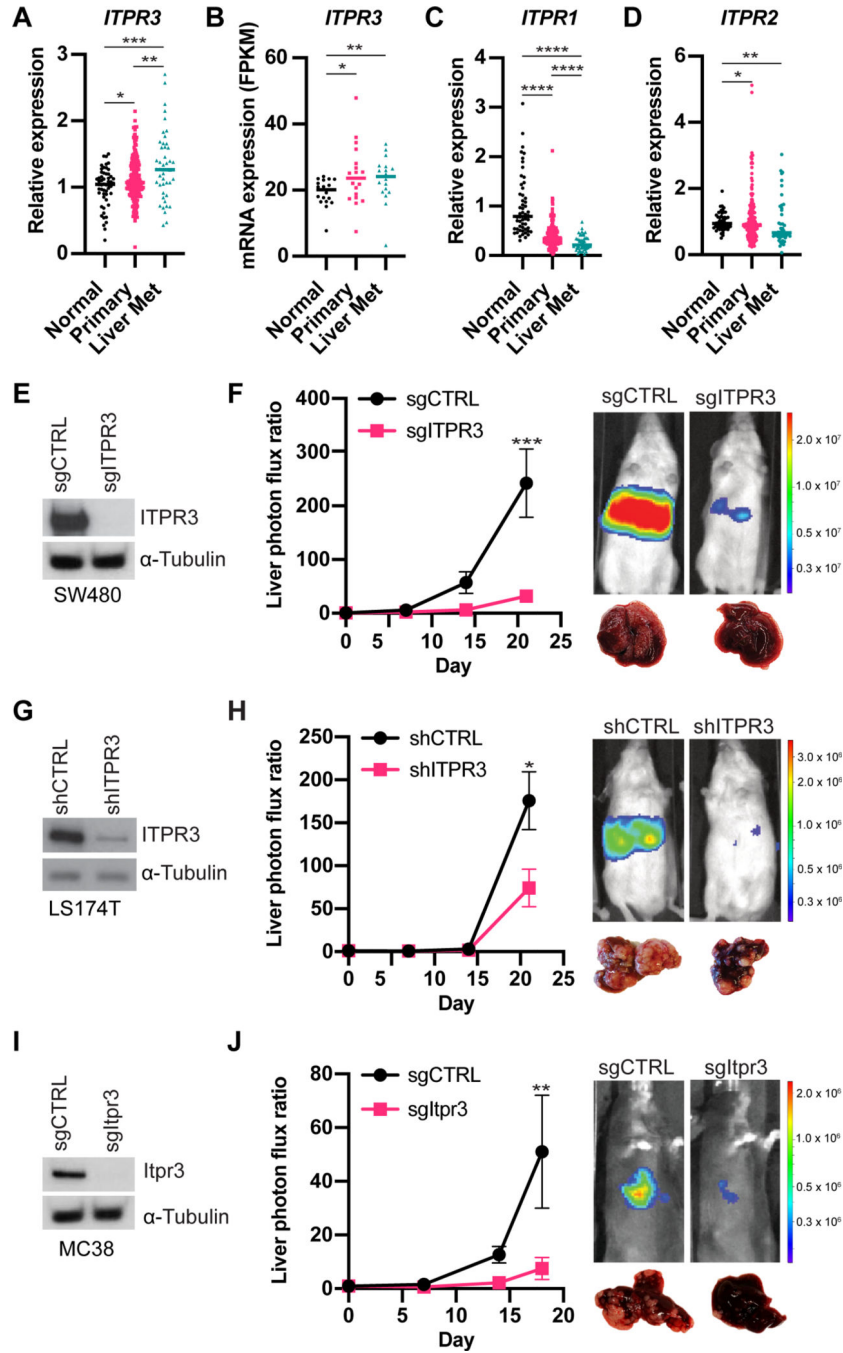 A
ITPR3
Relative expression
3
2
1
0
***
**
*
Normal
Primary
Liver Met
B
ITPR3
mRNA expression (FPKM)
60
40
20
0
**
*
Normal
Primary
Liver Met
C
ITPR1
Relative expression
4
3
2
1
0
****
****
****
Normal
Primary
Liver Met
D
ITPR2
Relative expression
6
4
2
0
**
*
Normal
Primary
Liver Met
E
sgCTRL
sgITPR3
ITPR3
α-Tubulin
SW480
F
Liver photon flux ratio
400
300
200
100
0
0 5 10 15 20 25
Day
sgCTRL
sgITPR3
***
sgCTRL sgITPR3
2.0 x 10⁷
1.0 x 10⁷
0.5 x 10⁷
0.3 x 10⁷
G
shCTRL
shITPR3
ITPR3
α-Tubulin
LS174T
H
Liver photon flux ratio
250
200
150
100
50
0
0 5 10 15 20 25
Day
shCTRL
shITPR3
*
shCTRL shITPR3
3.0 x 10⁶
2.0 x 10⁶
1.0 x 10⁶
0.5 x 10⁶
0.3 x 10⁶
I
sgCTRL
sgItpr3
Itpr3
α-Tubulin
MC38
J
Liver photon flux ratio
80
60
40
20
0
0 5 10 15 20
Day
sgCTRL
sgItpr3
**
sgCTRL sgItpr3
2.0 x 10⁶
1.0 x 10⁶
0.5 x 10⁶
0.3 x 10⁶